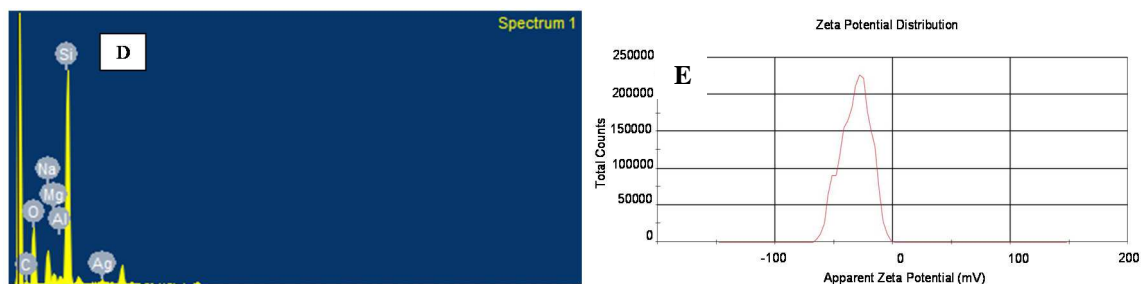 Spectrum 1
D
Si
Na
Mg
O
Al
C
Ag
Zeta Potential Distribution
E
Total Counts
250000
200000
150000
100000
50000
0
-100
0
100
200
Apparent Zeta Potential (mV)